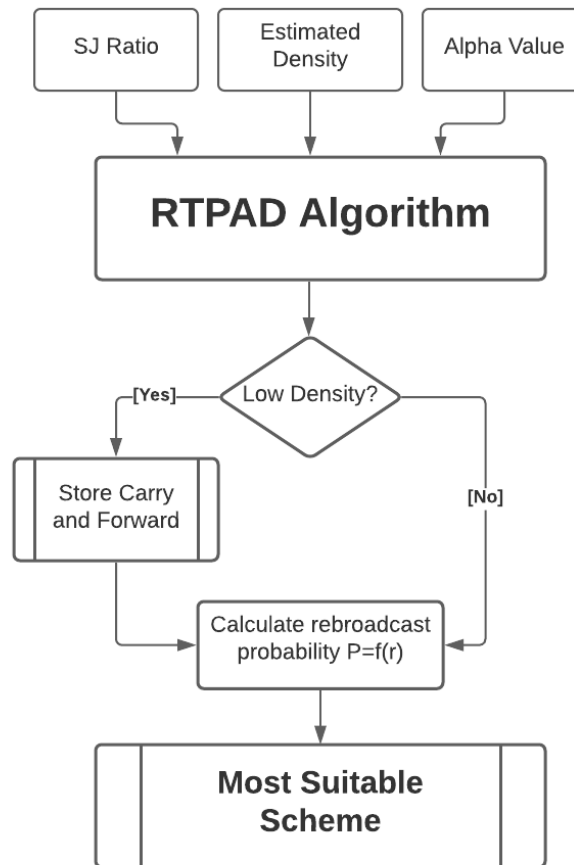 SJ Ratio
Estimated
Density
Alpha Value
RTPAD Algorithm
Low Density?
[Yes]
[No]
Store Carry
and Forward
Calculate rebroadcast
probability P=f(r)
Most Suitable
Scheme